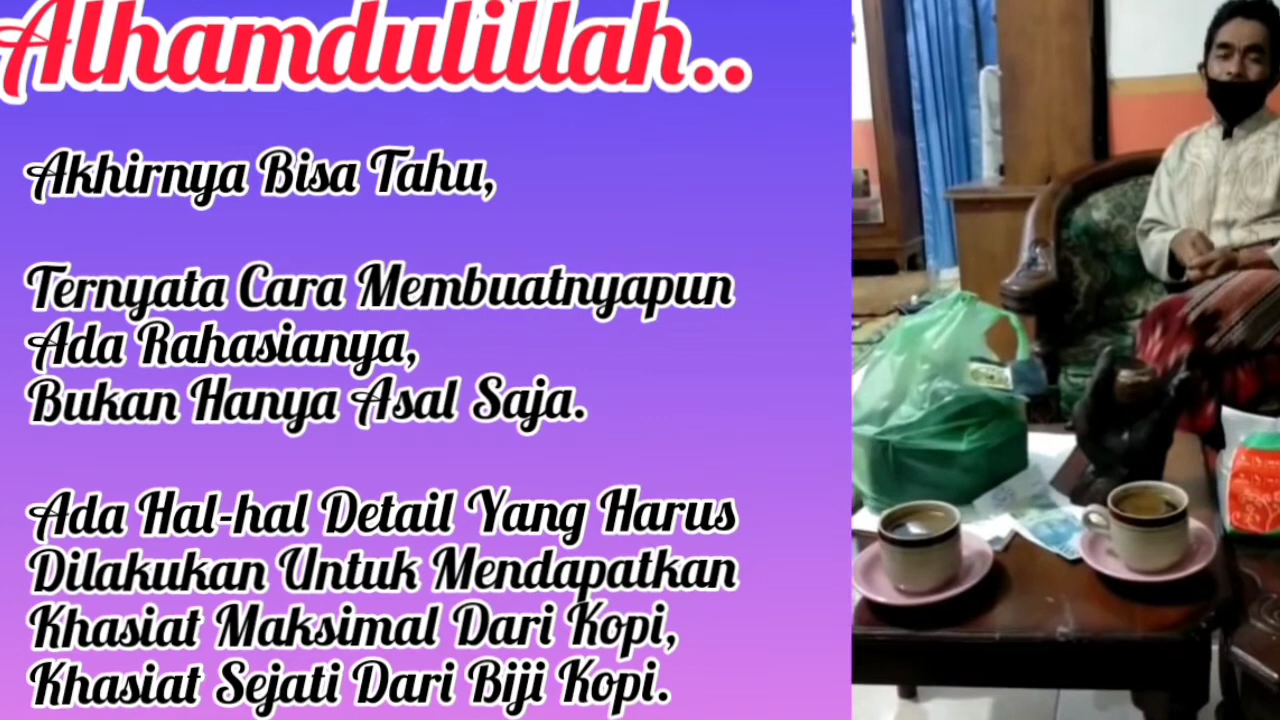 Alhamdulillah..
Akhirnya Bisa Tahu,
Ternyata Cara Membuatnyapun
Ada Rahasianya,
Bukan Hanya Asal Saja.
Ada Hal-hal Detail Yang Harus
Dilakukan Untuk Mendapatkan
Khasiat Maksimal Dari Kopi,
Khasiat Sejati Dari Biji Kopi.